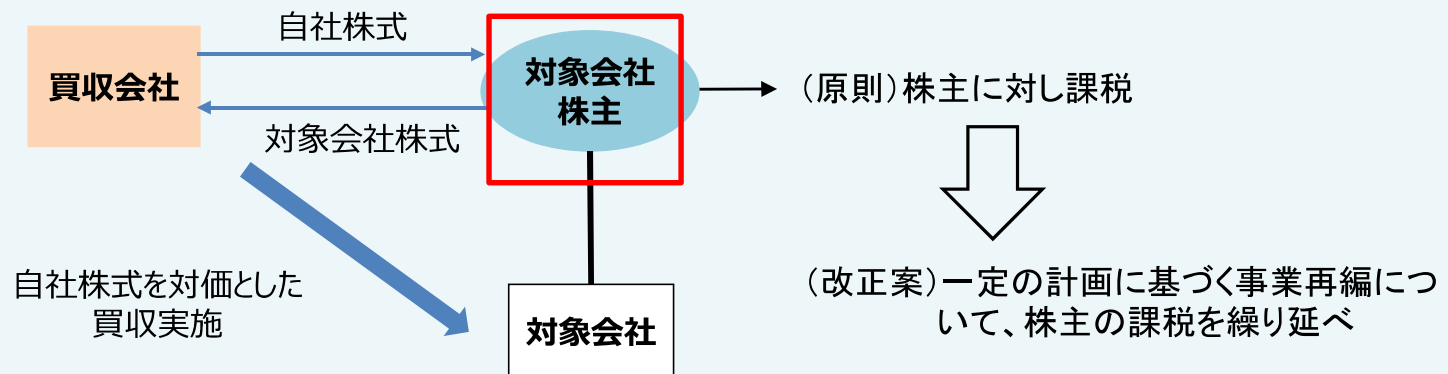 自社株式
買収会社
対象会社
株主
（原則）株主に対し課税
対象会社株式
自社株式を対価とした
買収実施
（改正案）一定の計画に基づく事業再編につ
いて、株主の課税を繰り延べ
対象会社